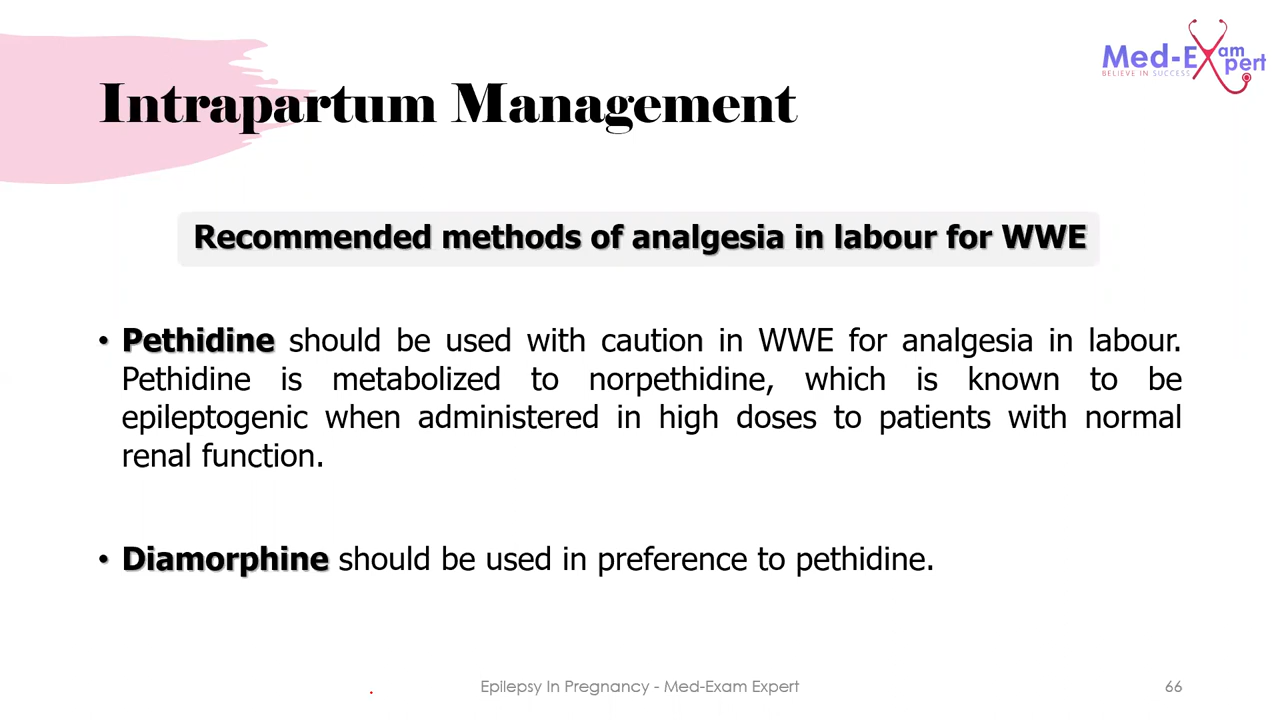 Med-Exam Expert
BELIEVE IN SUCCESS
Intrapartum Management
Recommended methods of analgesia in labour for WWE
• Pethidine should be used with caution in WWE for analgesia in labour.
Pethidine is metabolized to norpethidine, which is known to be
epileptogenic when administered in high doses to patients with normal
renal function.
• Diamorphine should be used in preference to pethidine.
Epilepsy In Pregnancy - Med-Exam Expert
66